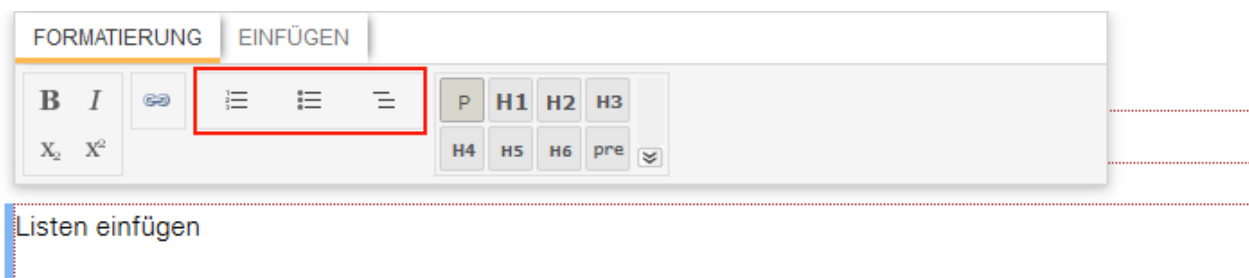 FORMATIERUNG EINFÜGEN
B I P H1 H2 H3
X₂ X² H4 H5 H6 pre
Listen einfügen